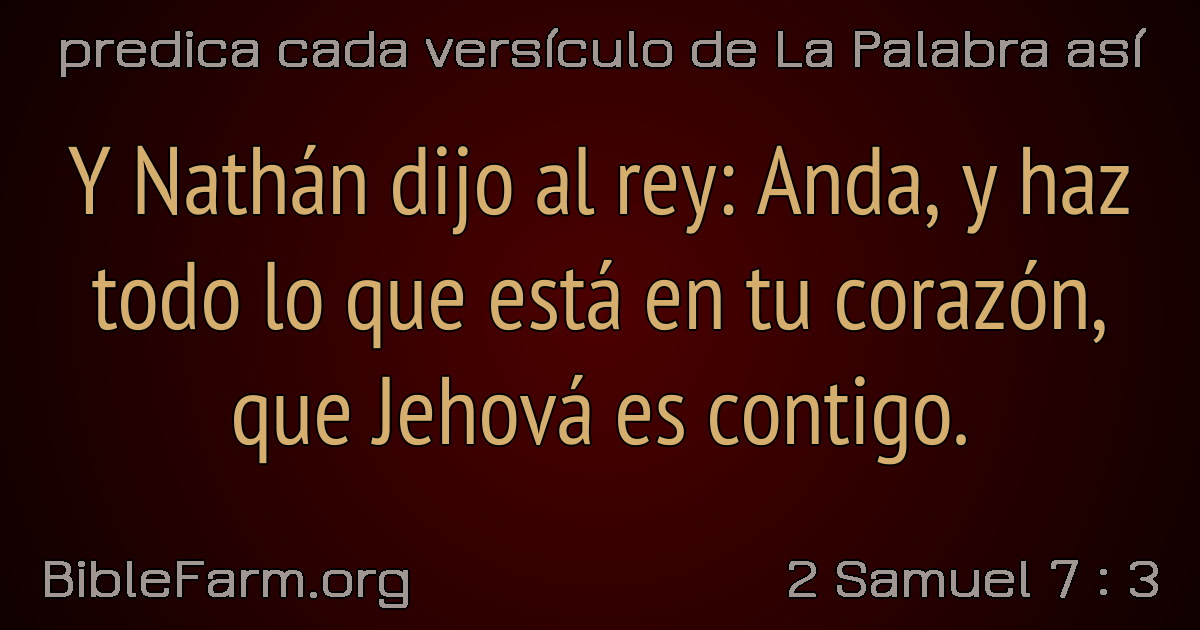 predica cada versículo de La Palabra así
Y Nathán dijo al rey: Anda, y haz
todo lo que está en tu corazón,
que Jehová es contigo.
BibleFarm.org
2 Samuel 7 : 3